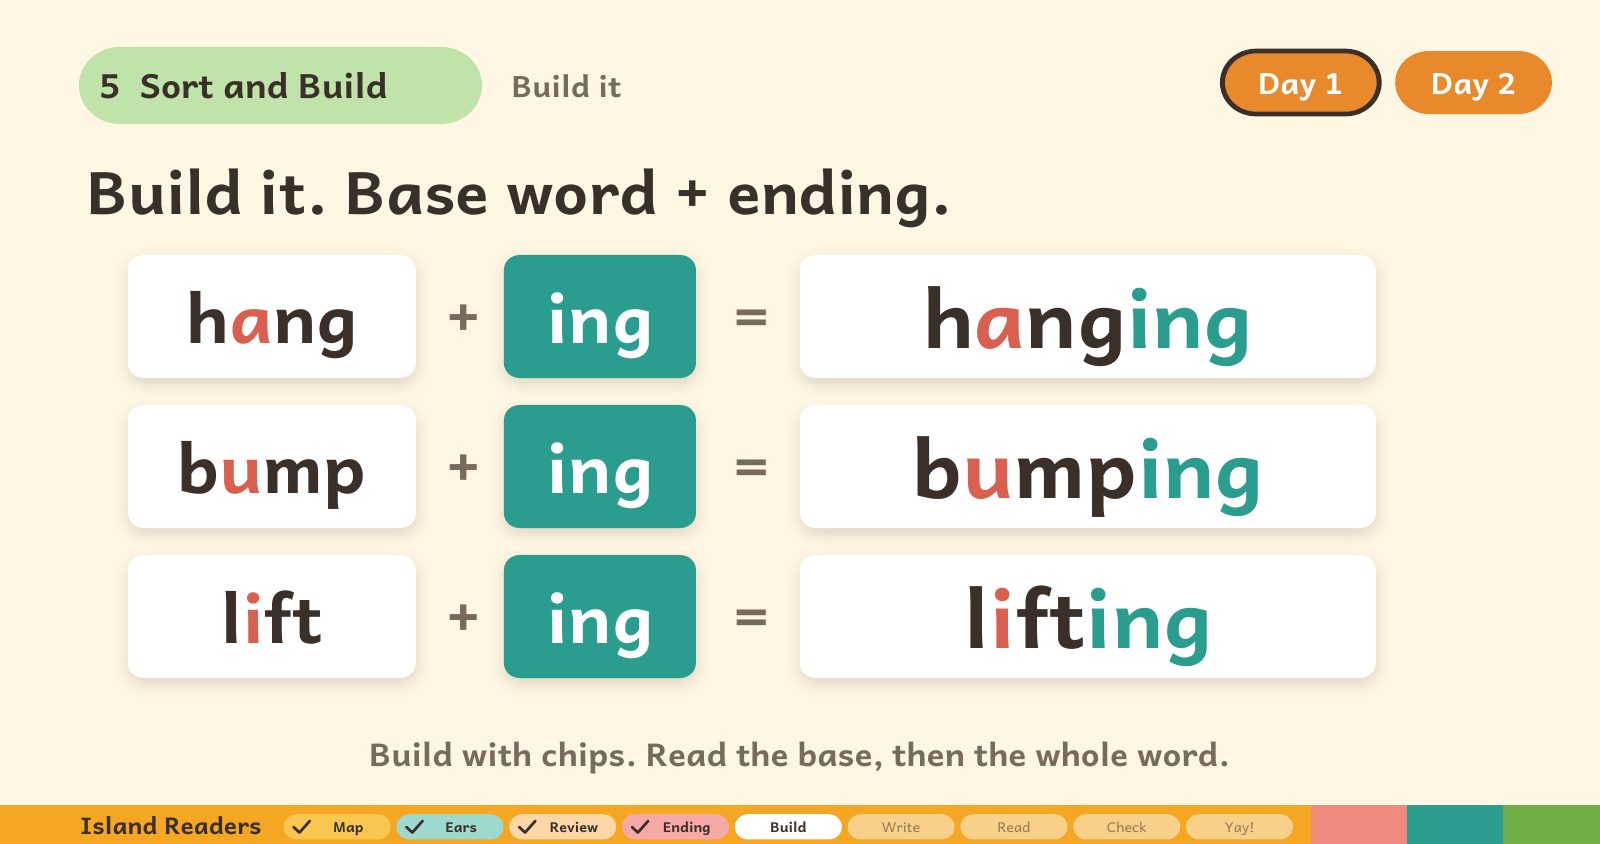 5 Sort and Build
Build it
Day 1
Day 2
Build it. Base word + ending.
hang + ing = hanging
bump + ing = bumping
lift + ing = lifting
Build with chips. Read the base, then the whole word.
Island Readers Map Ears Review Ending Build Write Read Check Yay!